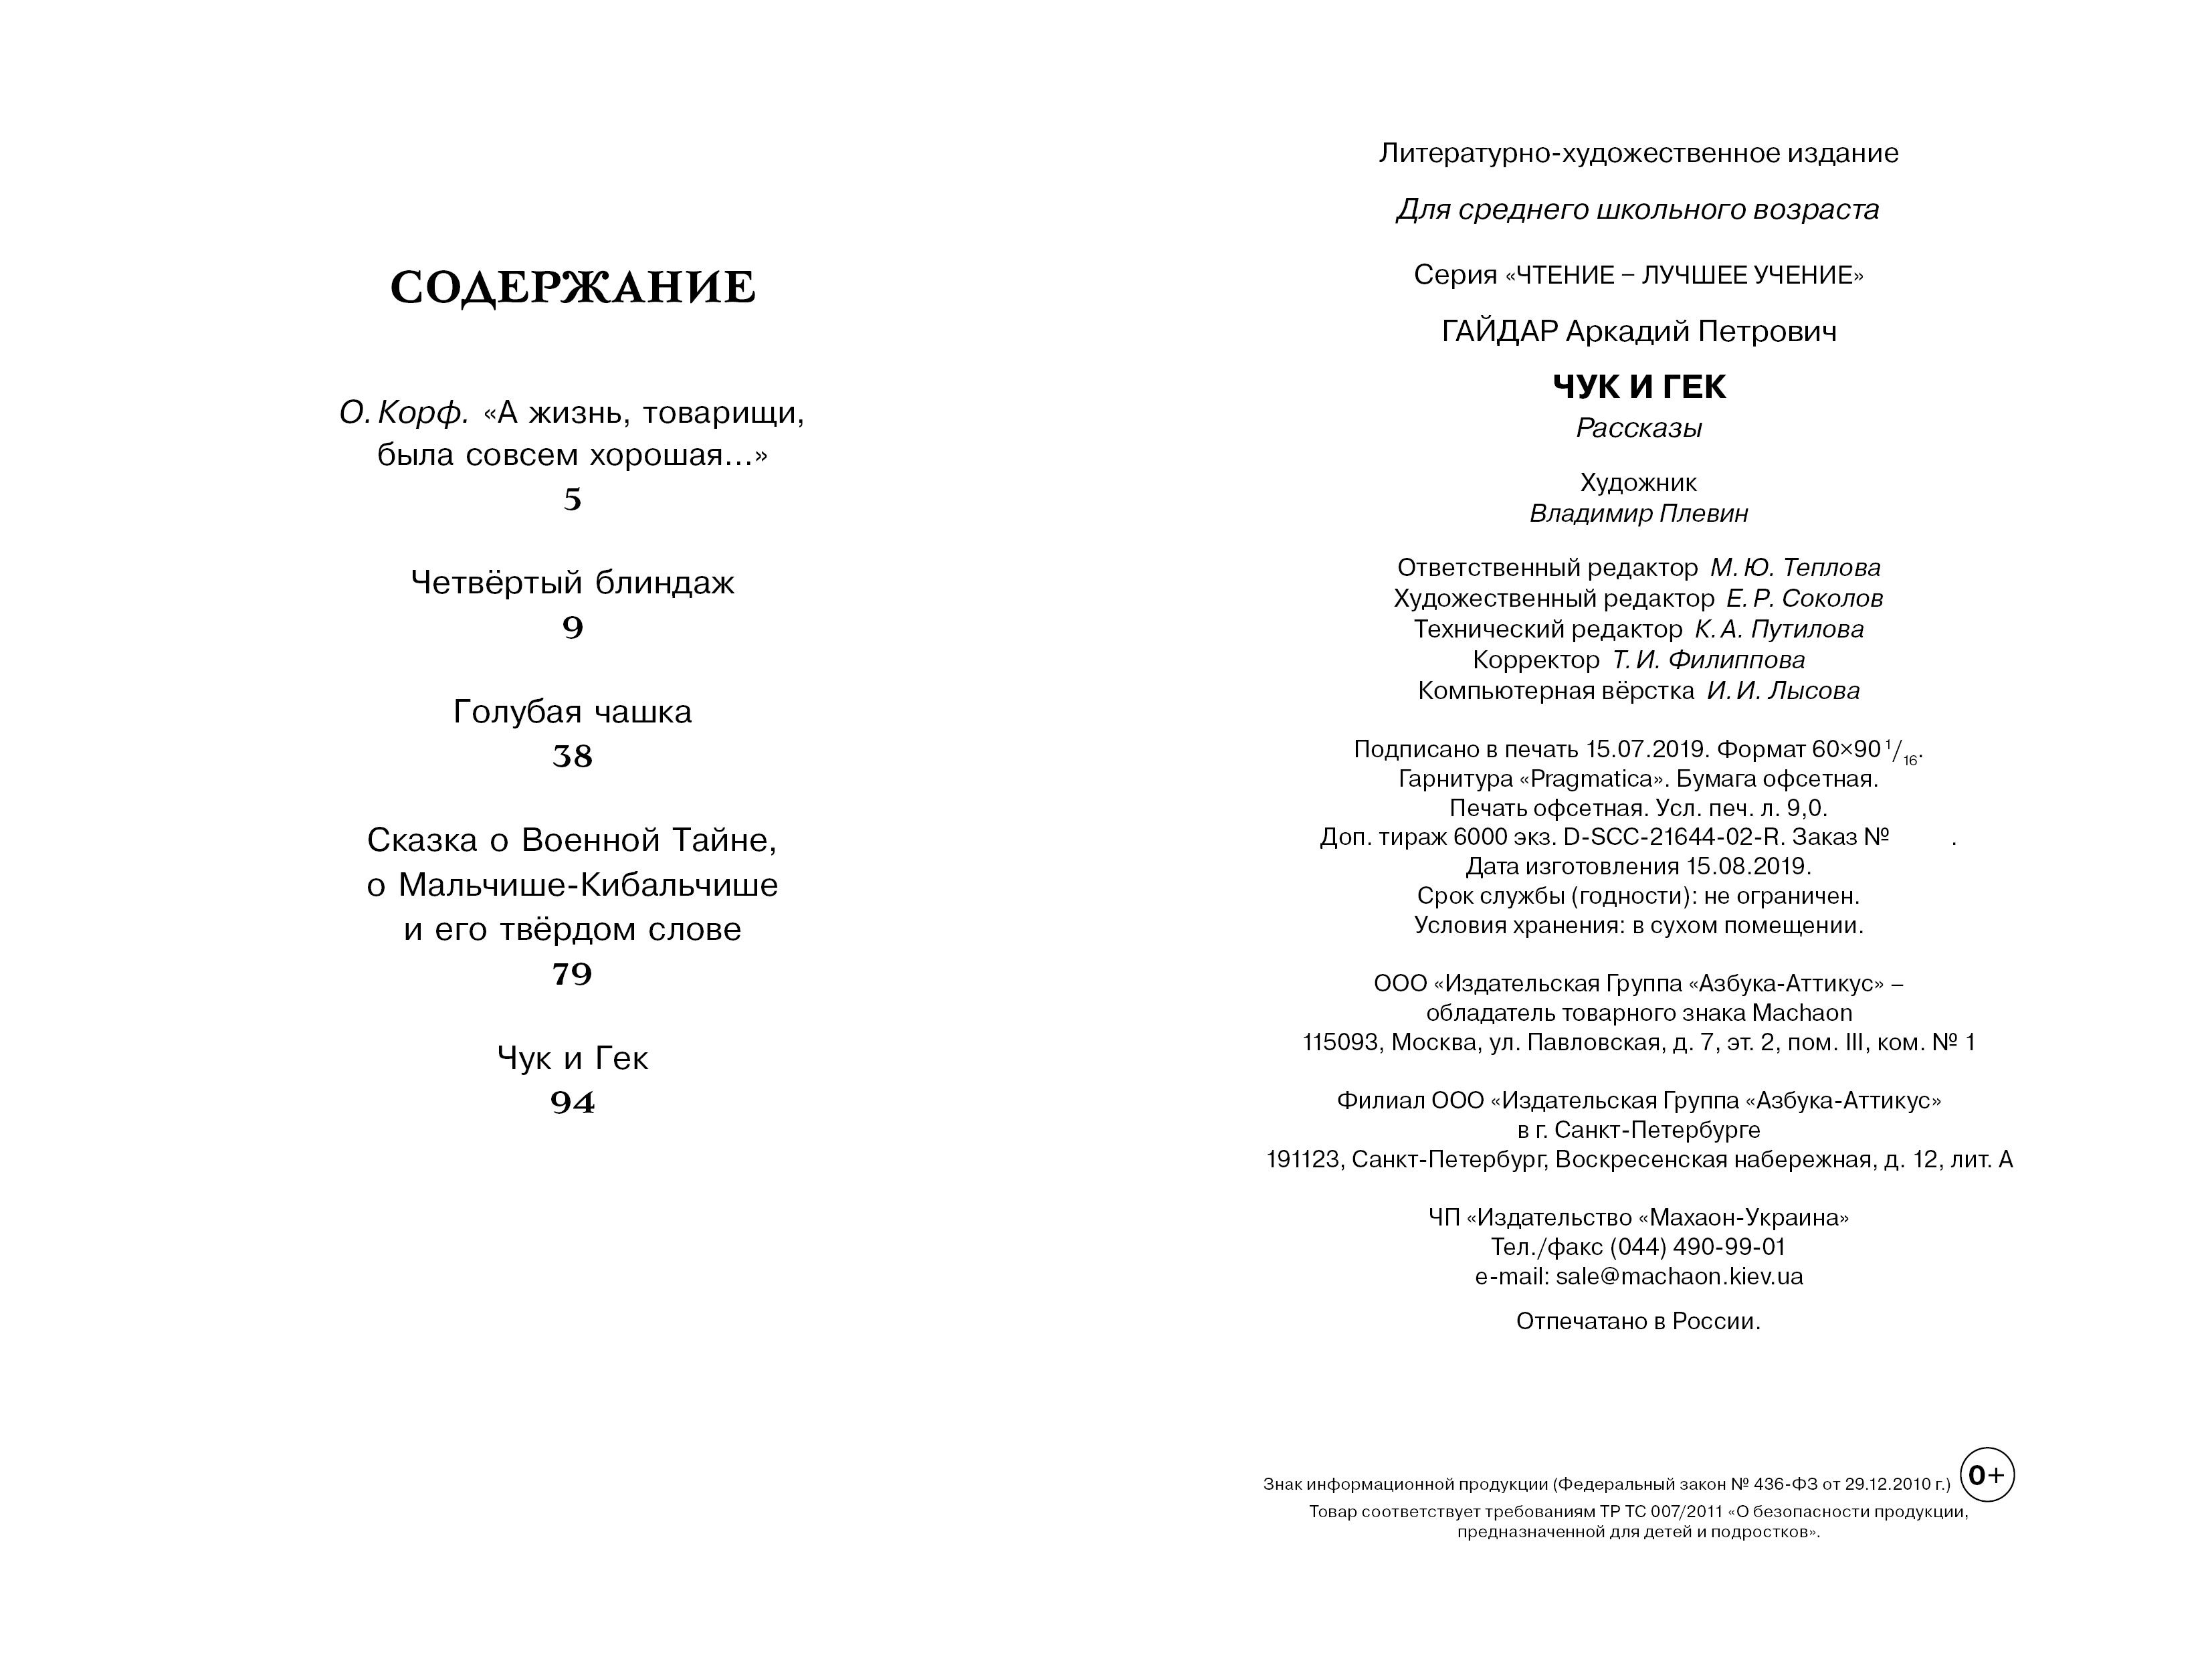 СОДЕРЖАНИЕ
О. Корф. «А жизнь, товарищи,
была совсем хорошая...»
5
Четвёртый блиндаж
9
Голубая чашка
38
Сказка о Военной Тайне,
о Мальчише-Кибальчише
и его твёрдом слове
79
Чук и Гек
94
Литературно-художественное издание
Для среднего школьного возраста
Серия «ЧТЕНИЕ – ЛУЧШЕЕ УЧЕНИЕ»
ГАЙДАР Аркадий Петрович
ЧУК И ГЕК
Рассказы
Художник
Владимир Плевин
Ответственный редактор М. Ю. Теплова
Художественный редактор Е. Р. Соколов
Технический редактор К. А. Путилова
Корректор Т. И. Филиппова
Компьютерная вёрстка И. И. Лысова
Подписано в печать 15.07.2019. Формат 60×90 1/16.
Гарнитура «Pragmatica». Бумага офсетная.
Печать офсетная. Усл. печ. л. 9,0.
Доп. тираж 6000 экз. D-SCC-21644-02-R. Заказ № .
Дата изготовления 15.08.2019.
Срок службы (годности): не ограничен.
Условия хранения: в сухом помещении.
ООО «Издательская Группа «Азбука-Аттикус» –
обладатель товарного знака Machaon
115093, Москва, ул. Павловская, д. 7, эт. 2, пом. III, ком. № 1
Филиал ООО «Издательская Группа «Азбука-Аттикус»
в г. Санкт-Петербурге
191123, Санкт-Петербург, Воскресенская набережная, д. 12, лит. А
ЧП «Издательство «Махаон-Украина»
Тел./факс (044) 490-99-01
e-mail: sale@machaon.kiev.ua
Отпечатано в России.
Знак информационной продукции (Федеральный закон № 436-ФЗ от 29.12.2010 г.) 0+
Товар соответствует требованиям ТР ТС 007/2011 «О безопасности продукции,
предназначенной для детей и подростков».